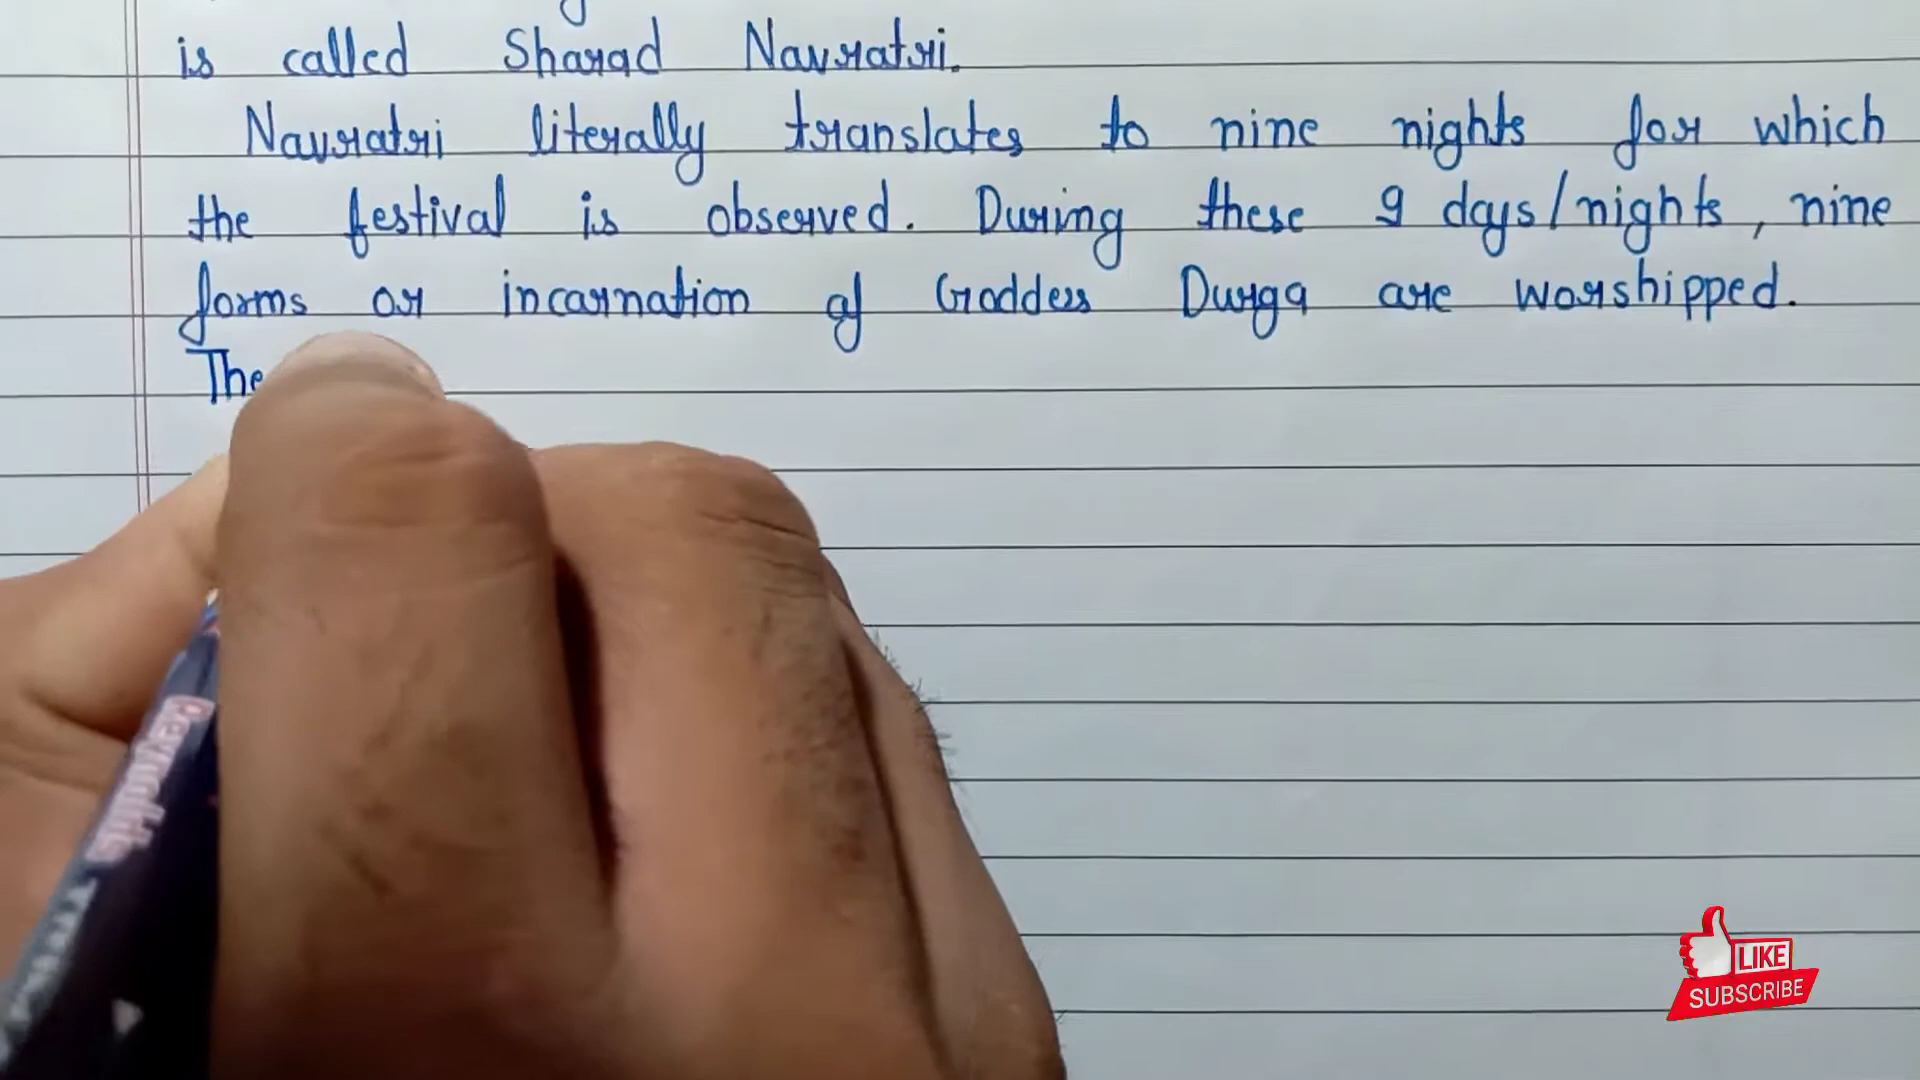 is called Sharad Navratri.
Navratri literally translates to nine nights for which
the festival is observed. During these 9 days/nights, nine
forms or incarnation of Goddess Durga are worshipped.
The
LIKE
SUBSCRIBE